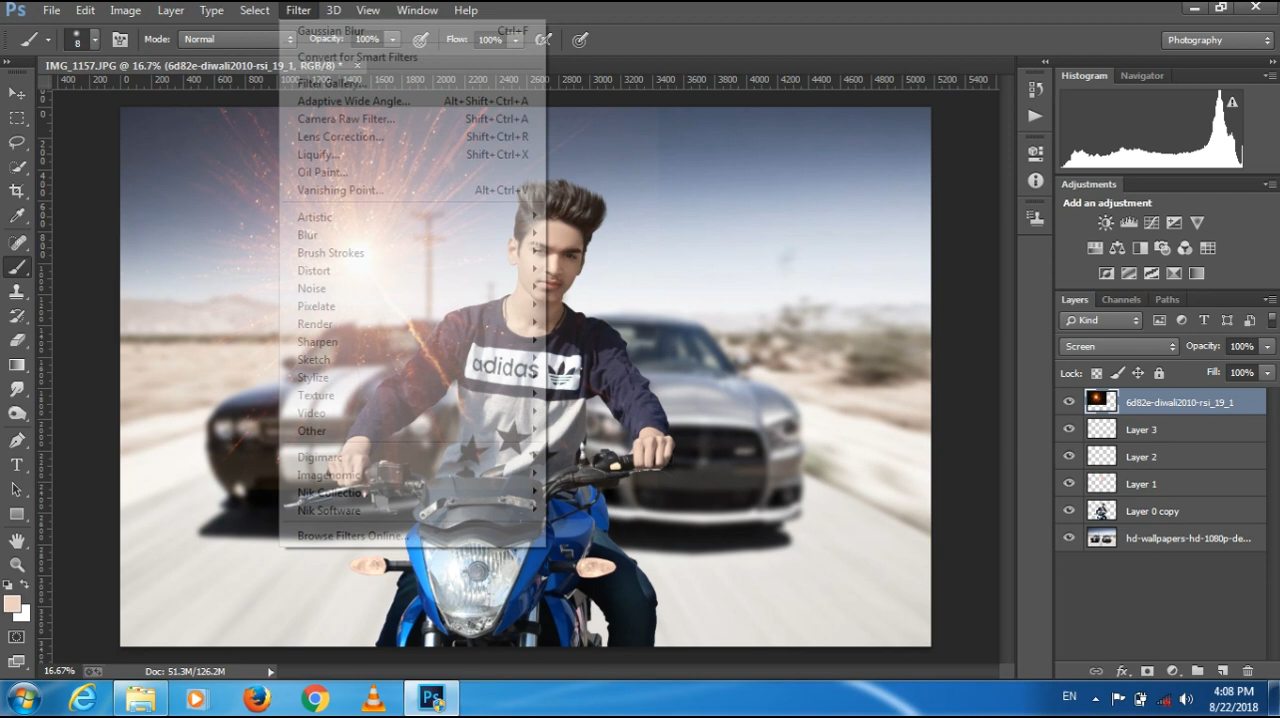 Ps File Edit Image Layer Type Select Filter 3D View Window Help
8 Mode: Normal Opacity: 100% Flow: 100% Photography
IMG_1157.JPG @ 16.7% (6d82e-diwali2010-rsi_19_1, RGB/8) * ×
400 200 0 200 400 600 800 1000 1200 1400 1600 1800 2000 2200 2400 2600 2800 3000 3200 3400 3600 3800 4000 4200 4400 4600 4800 5000 5200 5400
Gaussian Blur Ctrl+F
Convert for Smart Filters
Filter Gallery...
Adaptive Wide Angle... Alt+Shift+Ctrl+A
Camera Raw Filter... Shift+Ctrl+A
Lens Correction... Shift+Ctrl+R
Liquify... Shift+Ctrl+X
Oil Paint...
Vanishing Point... Alt+Ctrl+V
Artistic
Blur
Brush Strokes
Distort
Noise
Pixelate
Render
Sharpen
Sketch
Stylize
Texture
Video
Other
Digimarc
Imagenomic
Nik Collection
Nik Software
Browse Filters Online...
adidas
Histogram Navigator
Adjustments
Add an adjustment
Layers Channels Paths
Kind
Screen Opacity: 100%
Lock: Fill: 100%
6d82e-diwali2010-rsi_19_1
Layer 3
Layer 2
Layer 1
Layer 0 copy
hd-wallpapers-hd-1080p-de...
16.67% Doc: 51.3M/126.2M
Ps EN 4:08 PM
8/22/2018